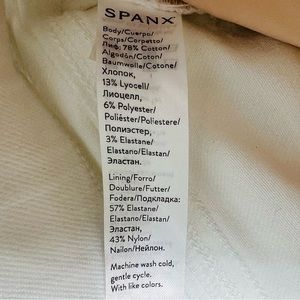 SPANX
Body/Cuerpo/
Corps/Corpetto/
Лиф: 78% Cotton/
Algodón/Coton/
Baumwolle/Cotone/
Хлопок,
13% Lyocell/
Лиоцелл,
6% Polyester/
Poliéster/Poliestere/
Полиэстер,
3% Elastane/
Elastano/Elastan/
Эластан.
Lining/Forro/
Doublure/Futter/
Fodera/Подкладка:
57% Elastane/
Elastano/Elastan/
Эластан,
43% Nylon/
Nailon/Нейлон.
Machine wash cold,
gentle cycle.
With like colors.